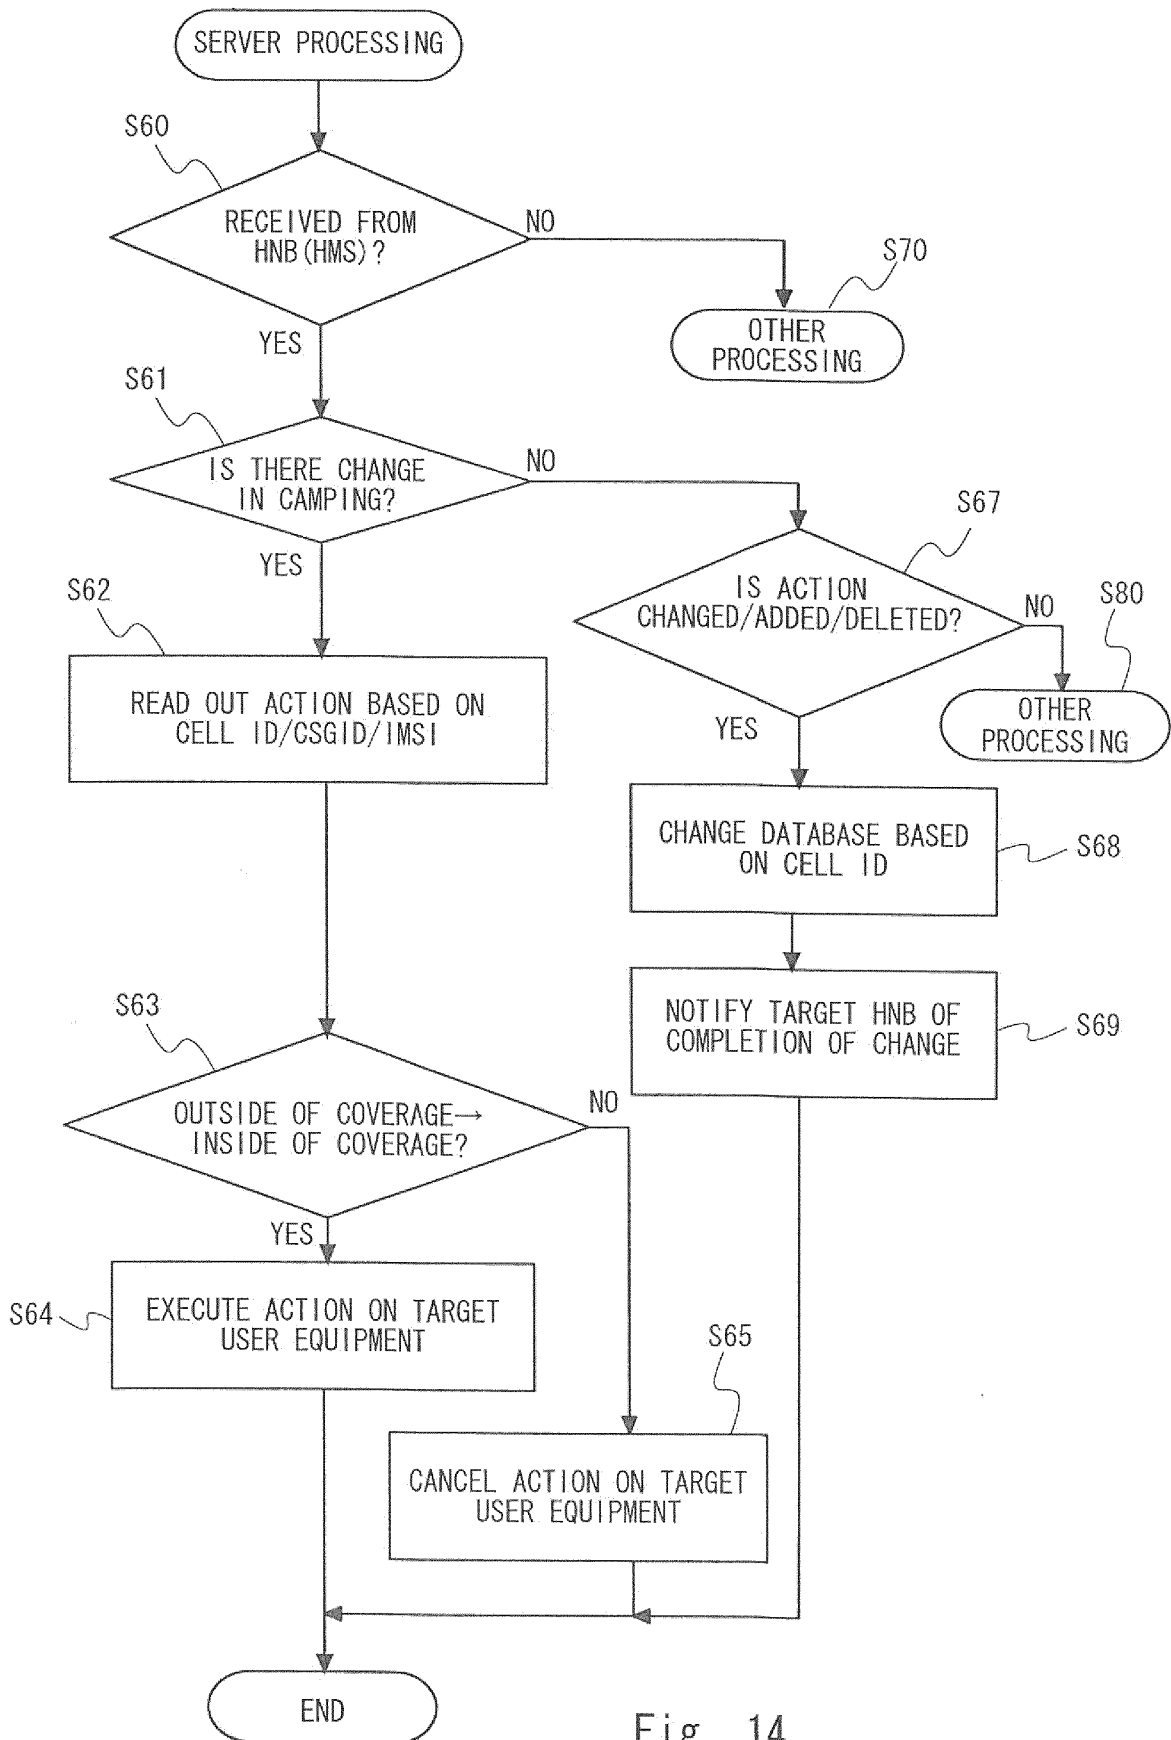 SERVER PROCESSING
S60
RECEIVED FROM
HNB(HMS)?
NO
YES
S70
OTHER
PROCESSING
S61
IS THERE CHANGE
IN CAMPING?
NO
YES
S67
IS ACTION
CHANGED/ADDED/DELETED?
NO
YES
S80
OTHER
PROCESSING
S62
READ OUT ACTION BASED ON
CELL ID/CSGID/IMSI
CHANGE DATABASE BASED
ON CELL ID
S68
NOTIFY TARGET HNB OF
COMPLETION OF CHANGE
S69
S63
OUTSIDE OF COVERAGE→
INSIDE OF COVERAGE?
NO
YES
S64
EXECUTE ACTION ON TARGET
USER EQUIPMENT
S65
CANCEL ACTION ON TARGET
USER EQUIPMENT
END
Fig. 14